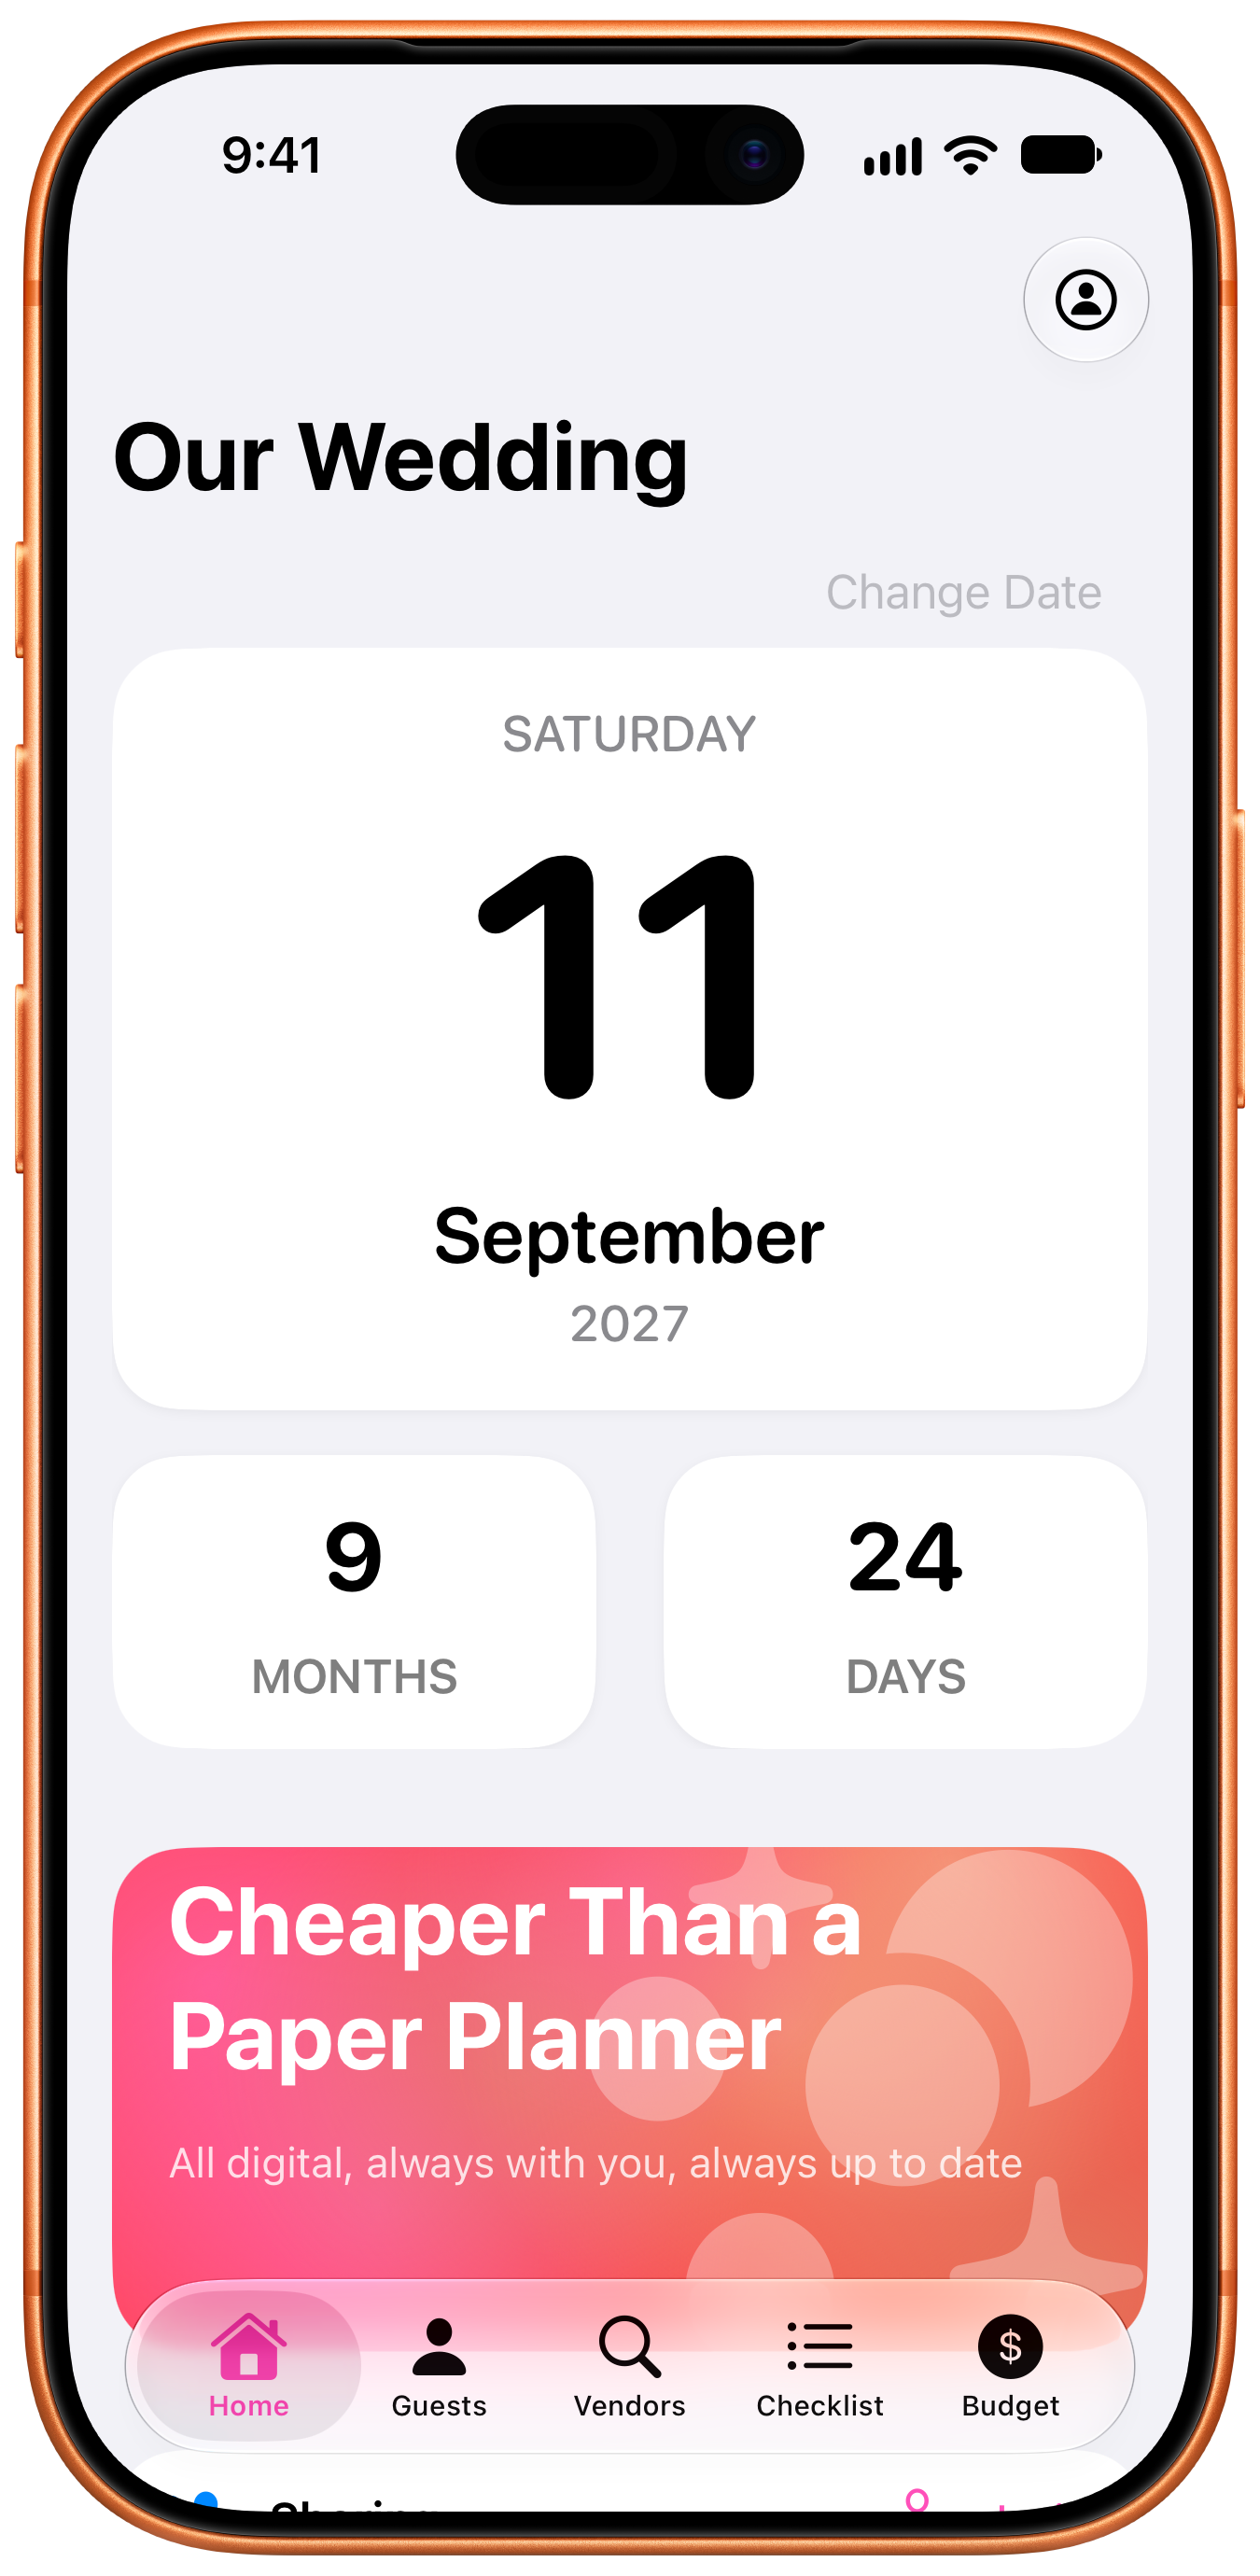 9:41
Our Wedding
Change Date
SATURDAY
11
September
2027
9
MONTHS
24
DAYS
Cheaper Than a
Paper Planner
All digital, always with you, always up to date
$
Home
Guests
Vendors
Checklist
Budget